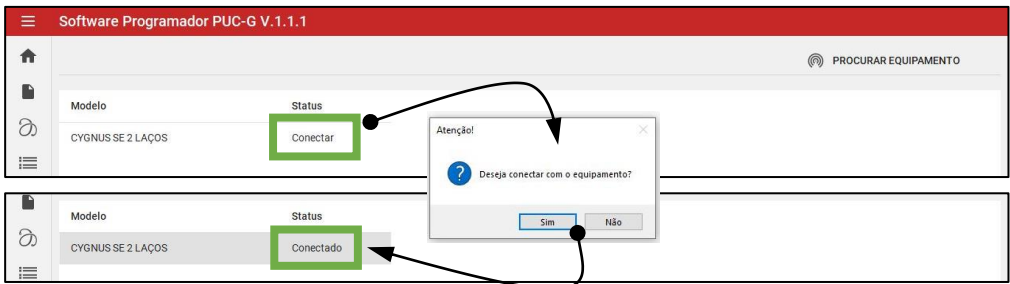 Software Programador PUC-G V.1.1.1
PROCURAR EQUIPAMENTO
Modelo Status
CYGNUS SE 2 LAÇOS Conectar
Atenção!
Deseja conectar com o equipamento?
Sim Não
Modelo Status
CYGNUS SE 2 LAÇOS Conectado